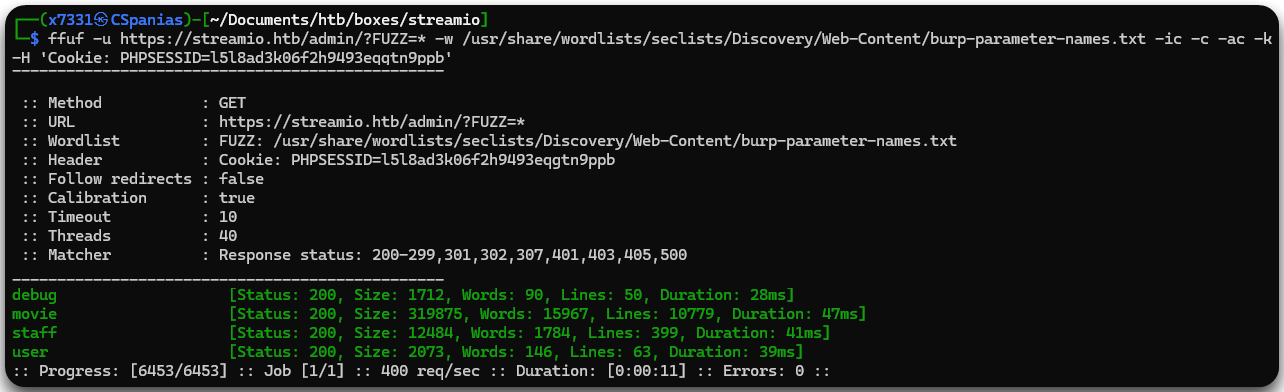 ┌──(x7331㉿CSpanias)-[~/Documents/htb/boxes/streamio]
└─$ ffuf -u https://streamio.htb/admin/?FUZZ=* -w /usr/share/wordlists/seclists/Discovery/Web-Content/burp-parameter-names.txt -ic -c -ac -k
-H 'Cookie: PHPSESSID=l5l8ad3k06f2h9493eqgtn9ppb'
________________________________________________
:: Method : GET
:: URL : https://streamio.htb/admin/?FUZZ=*
:: Wordlist : FUZZ: /usr/share/wordlists/seclists/Discovery/Web-Content/burp-parameter-names.txt
:: Header : Cookie: PHPSESSID=l5l8ad3k06f2h9493eqgtn9ppb
:: Follow redirects : false
:: Calibration : true
:: Timeout : 10
:: Threads : 40
:: Matcher : Response status: 200-299,301,302,307,401,403,405,500
________________________________________________
debug [Status: 200, Size: 1712, Words: 90, Lines: 50, Duration: 28ms]
movie [Status: 200, Size: 319875, Words: 15967, Lines: 10779, Duration: 47ms]
staff [Status: 200, Size: 12484, Words: 1784, Lines: 399, Duration: 41ms]
user [Status: 200, Size: 2073, Words: 146, Lines: 63, Duration: 39ms]
:: Progress: [6453/6453] :: Job [1/1] :: 400 req/sec :: Duration: [0:00:11] :: Errors: 0 ::